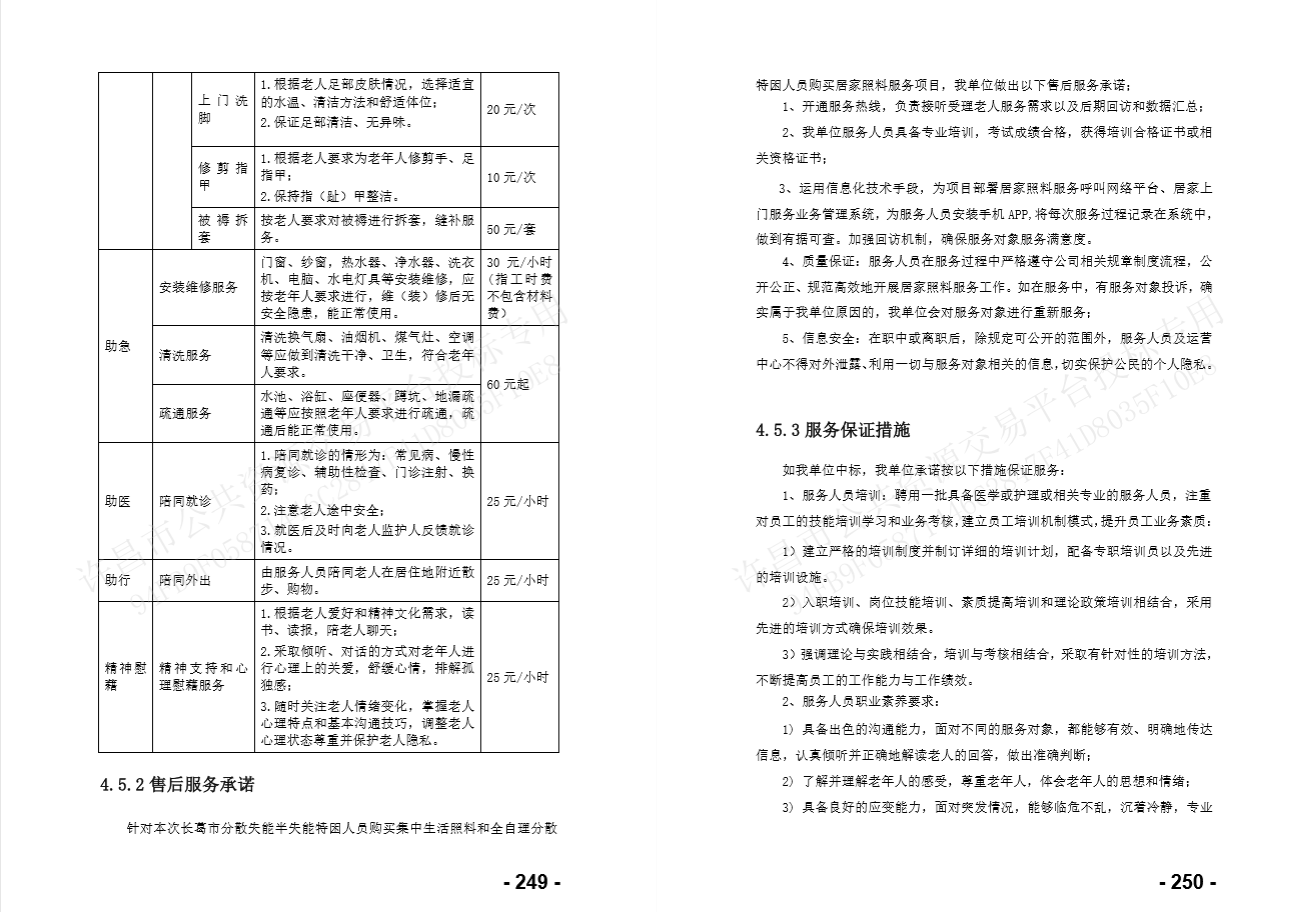 上门洗
脚
1.根据老人足部皮肤情况，选择适宜
的水温、清洁方法和舒适体位；
2.保证足部清洁、无异味。
20 元/次
修剪指
甲
1.根据老人要求为老年人修剪手、足
指甲；
2.保持指（趾）甲整洁。
10 元/次
被褥拆
套
按老人要求对被褥进行拆套，缝补服
务。
50 元/套
助急
安装维修服务
门窗、纱窗，热水器、净水器、洗衣
机、电脑、水电灯具等安装维修，应
按老年人要求进行，维（装）修后无
安全隐患，能正常使用。
30 元/小时
(指工时费
不包含材料
费）
清洗服务
清洗换气扇、油烟机、煤气灶、空调
等应做到清洗干净、卫生，符合老年
人要求。
60 元起
疏通服务
水池、浴缸、座便器、蹲坑、地漏疏
通等应按照老年人要求进行疏通，疏
通后能正常使用。
助医
陪同就诊
1.陪同就诊的情形为：常见病、慢性
病复诊、辅助性检查、门诊注射、换
药；
2.注意老人途中安全；
3.就医后及时向老人监护人反馈就诊
情况。
25 元/小时
助行
陪同外出
由服务人员陪同老人在居住地附近散
步、购物。
25 元/小时
精神慰
藉
精神支持和心
理慰藉服务
1.根据老人爱好和精神文化需求，读
书、读报，陪老人聊天；
2.采取倾听、对话的方式对老年人进
行心理上的关爱，舒缓心情，排解孤
独感；
3.随时关注老人情绪变化，掌握老人
心理特点和基本沟通技巧，调整老人
心理状态尊重并保护老人隐私。
25 元/小时
4.5.2 售后服务承诺
针对本次长葛市分散失能半失能特困人员购买集中生活照料和全自理分散
- 249 -
特困人员购买居家照料服务项目，我单位做出以下售后服务承诺；
1、开通服务热线，负责接听受理老人服务需求以及后期回访和数据汇总；
2、我单位服务人员具备专业培训，考试成绩合格，获得培训合格证书或相
关资格证书；
3、运用信息化技术手段，为项目部署居家照料服务呼叫网络平台、居家上
门服务业务管理系统，为服务人员安装手机 APP,将每次服务过程记录在系统中，
做到有据可查。加强回访机制，确保服务对象服务满意度。
4、质量保证：服务人员在服务过程中严格遵守公司相关规章制度流程，公
开公正、规范高效地开展居家照料服务工作。如在服务中，有服务对象投诉，确
实属于我单位原因的，我单位会对服务对象进行重新服务；
5、信息安全：在职中或离职后，除规定可公开的范围外，服务人员及运营
中心不得对外泄露、利用一切与服务对象相关的信息，切实保护公民的个人隐私。
4.5.3 服务保证措施
如我单位中标，我单位承诺按以下措施保证服务：
1、服务人员培训：聘用一批具备医学或护理或相关专业的服务人员，注重
对员工的技能培训学习和业务考核，建立员工培训机制模式，提升员工业务素质：
1）建立严格的培训制度并制订详细的培训计划，配备专职培训员以及先进
的培训设施。
2）入职培训、岗位技能培训、素质提高培训和理论政策培训相结合，采用
先进的培训方式确保培训效果。
3）强调理论与实践相结合，培训与考核相结合，采取有针对性的培训方法，
不断提高员工的工作能力与工作绩效。
2、服务人员职业素养要求：
1) 具备出色的沟通能力，面对不同的服务对象，都能够有效、明确地传达
信息，认真倾听并正确地解读老人的回答，做出准确判断；
2) 了解并理解老年人的感受，尊重老年人，体会老年人的思想和情绪；
3) 具备良好的应变能力，面对突发情况，能够临危不乱，沉着冷静，专业
- 250 -